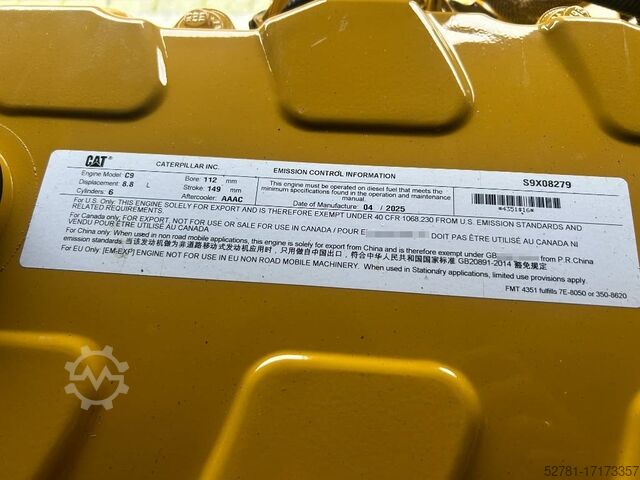 CAT
CATERPILLAR INC.
EMISSION CONTROL INFORMATION
S9X08279
Engine Model: C9
Displacement: 8.8 L
Cylinders: 6
Bore: 112 mm
Stroke: 149 mm
Aftercooler: AAAC
This engine must be operated on diesel fuel that meets the
minimum specifications found in the operation and maintenance
manual.
Date of Manufacture: 04 / 2025
*4351#16#
For U.S. Only: THIS ENGINE SOLELY FOR EXPORT AND IS THEREFORE EXEMPT UNDER 40 CFR 1068.230 FROM U.S. EMISSION STANDARDS AND
RELATED REQUIREMENTS.
For Canada only: FOR EXPORT. NOT FOR USE OR SALE FOR USE IN CANADA / POUR E DOIT PAS ÊTRE UTILISÉ AU CANADA NI
VENDU POUR ÊTRE UTILISÉ AU CANADA
For China only: When used in nonroad mobile applications, this engine is solely for export from China and is therefore exempt under GB from P.R.China
emission standards. 当该发动机做为非道路移动式发动机应用时，只用做自中国出口，符合中华人民共和国国家标准 GB20891-2014 豁免规定
For EU Only: [EM-EXP] ENGINE NOT FOR USE IN EU NON ROAD MOBILE MACHINERY. When used in Stationary applications, latest limitations apply.
FMT 4351 fulfills 7E-8050 or 350-8620
52781-17173357